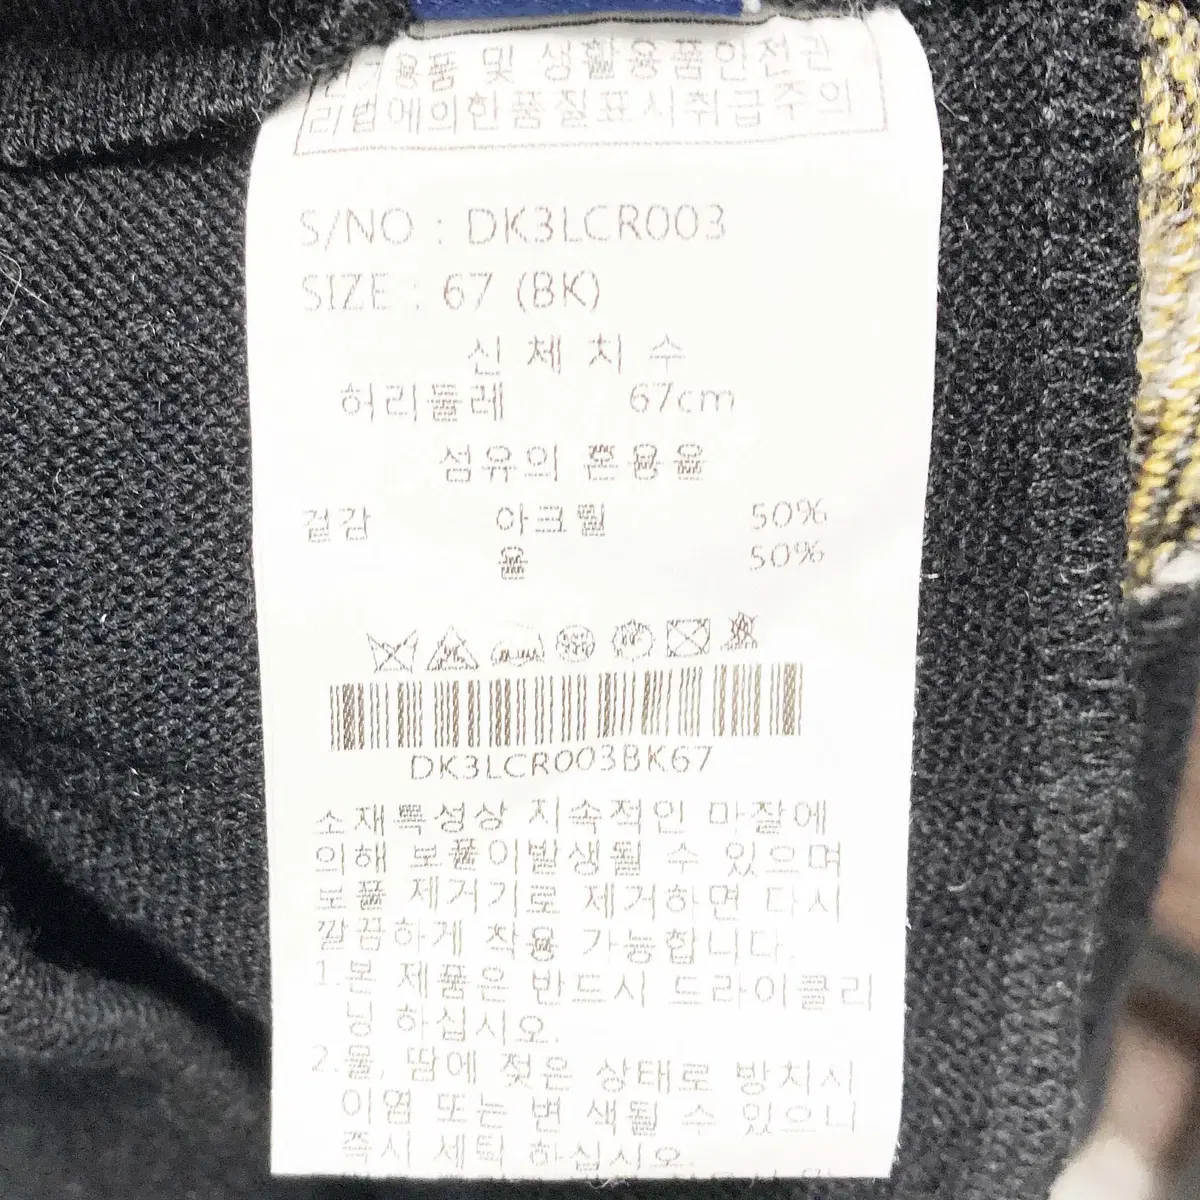 용품 및 생활용품안전관
리법에의한품질표시취급주의
S/NO : DK3LCR003
SIZE : 67 (BK)
신 체 치 수
허리둘레 67cm
섬유의 혼용율
겉감 아크릴 50%
울 50%
DK3LCR003BK67
소재특성상 지속적인 마찰에
의해 보풀이발생될 수 있으며
보풀 제거기로 제거하면 다시
깔끔하게 착용 가능합니다.
1.본 제품은 반드시 드라이클리
닝 하십시오.
2.물, 땀에 젖은 상태로 방치시
이염 또는 변 색될 수 있으니
즉시 세탁 하십시오.